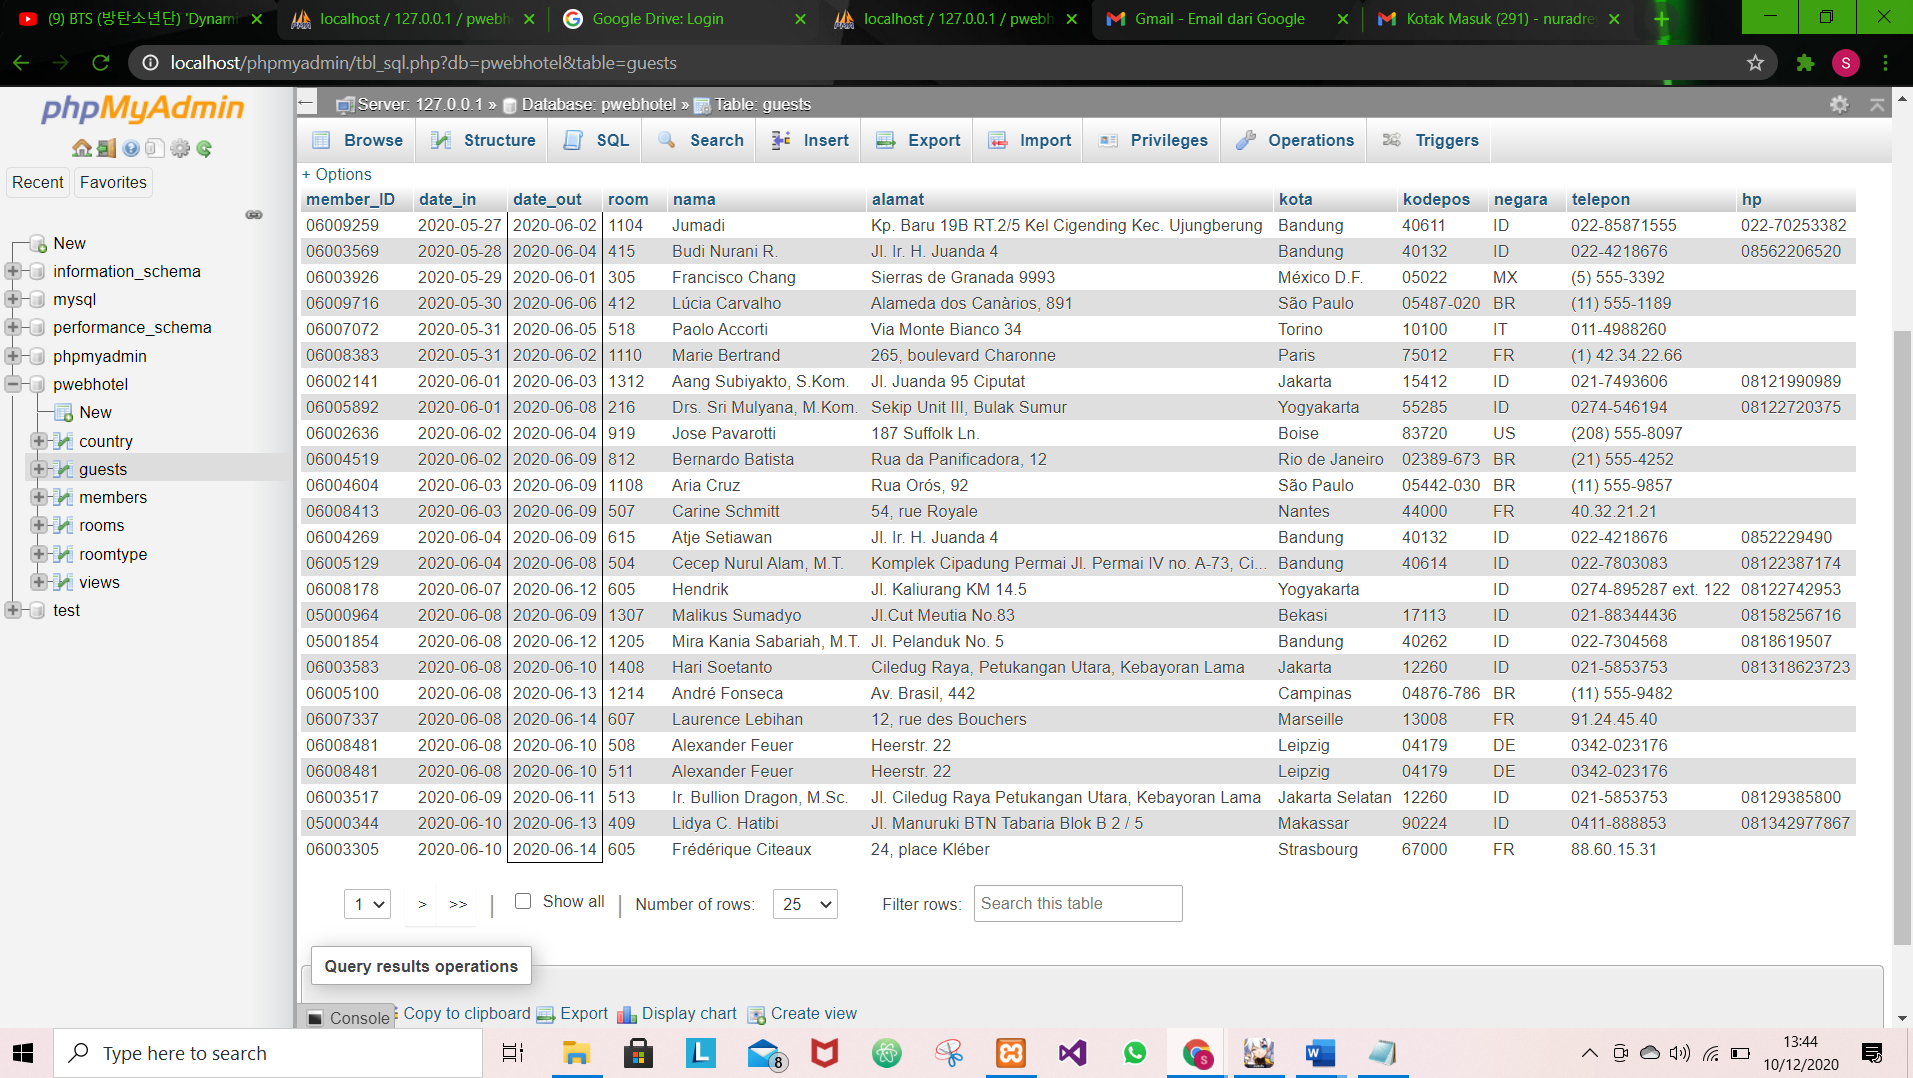 (9) BTS (방탄소년단) 'Dynami
localhost / 127.0.0.1 / pwebh
Google Drive: Login
localhost / 127.0.0.1 / pwebh
Gmail - Email dari Google
Kotak Masuk (291) - nuradre
localhost/phpmyadmin/tbl_sql.php?db=pwebhotel&table=guests
S
phpMyAdmin
Recent Favorites
New
information_schema
mysql
performance_schema
phpmyadmin
pwebhotel
New
country
guests
members
rooms
roomtype
views
test
Server: 127.0.0.1 » Database: pwebhotel » Table: guests
Browse Structure SQL Search Insert Export Import Privileges Operations Triggers
+ Options
member_ID date_in date_out room nama alamat kota kodepos negara telepon hp
06009259 2020-05-27 2020-06-02 1104 Jumadi Kp. Baru 19B RT.2/5 Kel Cigending Kec. Ujungberung Bandung 40611 ID 022-85871555 022-70253382
06003569 2020-05-28 2020-06-04 415 Budi Nurani R. Jl. Ir. H. Juanda 4 Bandung 40132 ID 022-4218676 08562206520
06003926 2020-05-29 2020-06-01 305 Francisco Chang Sierras de Granada 9993 México D.F. 05022 MX (5) 555-3392
06009716 2020-05-30 2020-06-06 412 Lúcia Carvalho Alameda dos Canàrios, 891 São Paulo 05487-020 BR (11) 555-1189
06007072 2020-05-31 2020-06-05 518 Paolo Accorti Via Monte Bianco 34 Torino 10100 IT 011-4988260
06008383 2020-05-31 2020-06-02 1110 Marie Bertrand 265, boulevard Charonne Paris 75012 FR (1) 42.34.22.66
06002141 2020-06-01 2020-06-03 1312 Aang Subiyakto, S.Kom. Jl. Juanda 95 Ciputat Jakarta 15412 ID 021-7493606 08121990989
06005892 2020-06-01 2020-06-08 216 Drs. Sri Mulyana, M.Kom. Sekip Unit III, Bulak Sumur Yogyakarta 55285 ID 0274-546194 08122720375
06002636 2020-06-02 2020-06-04 919 Jose Pavarotti 187 Suffolk Ln. Boise 83720 US (208) 555-8097
06004519 2020-06-02 2020-06-09 812 Bernardo Batista Rua da Panificadora, 12 Rio de Janeiro 02389-673 BR (21) 555-4252
06004604 2020-06-03 2020-06-09 1108 Aria Cruz Rua Orós, 92 São Paulo 05442-030 BR (11) 555-9857
06008413 2020-06-03 2020-06-09 507 Carine Schmitt 54, rue Royale Nantes 44000 FR 40.32.21.21
06004269 2020-06-04 2020-06-09 615 Atje Setiawan Jl. Ir. H. Juanda 4 Bandung 40132 ID 022-4218676 0852229490
06005129 2020-06-04 2020-06-08 504 Cecep Nurul Alam, M.T. Komplek Cipadung Permai Jl. Permai IV no. A-73, Ci... Bandung 40614 ID 022-7803083 08122387174
06008178 2020-06-07 2020-06-12 605 Hendrik Jl. Kaliurang KM 14.5 Yogyakarta ID 0274-895287 ext. 122 08122742953
05000964 2020-06-08 2020-06-09 1307 Malikus Sumadyo Jl.Cut Meutia No.83 Bekasi 17113 ID 021-88344436 08158256716
05001854 2020-06-08 2020-06-12 1205 Mira Kania Sabariah, M.T. Jl. Pelanduk No. 5 Bandung 40262 ID 022-7304568 0818619507
06003583 2020-06-08 2020-06-10 1408 Hari Soetanto Ciledug Raya, Petukangan Utara, Kebayoran Lama Jakarta 12260 ID 021-5853753 081318623723
06005100 2020-06-08 2020-06-13 1214 André Fonseca Av. Brasil, 442 Campinas 04876-786 BR (11) 555-9482
06007337 2020-06-08 2020-06-14 607 Laurence Lebihan 12, rue des Bouchers Marseille 13008 FR 91.24.45.40
06008481 2020-06-08 2020-06-10 508 Alexander Feuer Heerstr. 22 Leipzig 04179 DE 0342-023176
06008481 2020-06-08 2020-06-10 511 Alexander Feuer Heerstr. 22 Leipzig 04179 DE 0342-023176
06003517 2020-06-09 2020-06-11 513 Ir. Bullion Dragon, M.Sc. Jl. Ciledug Raya Petukangan Utara, Kebayoran Lama Jakarta Selatan 12260 ID 021-5853753 08129385800
05000344 2020-06-10 2020-06-13 409 Lidya C. Hatibi Jl. Manuruki BTN Tabaria Blok B 2 / 5 Makassar 90224 ID 0411-888853 081342977867
06003305 2020-06-10 2020-06-14 605 Frédérique Citeaux 24, place Kléber Strasbourg 67000 FR 88.60.15.31
1 > >> | Show all | Number of rows: 25 Filter rows: Search this table
Query results operations
Console Copy to clipboard Export Display chart Create view
Type here to search
8
13:44
10/12/2020